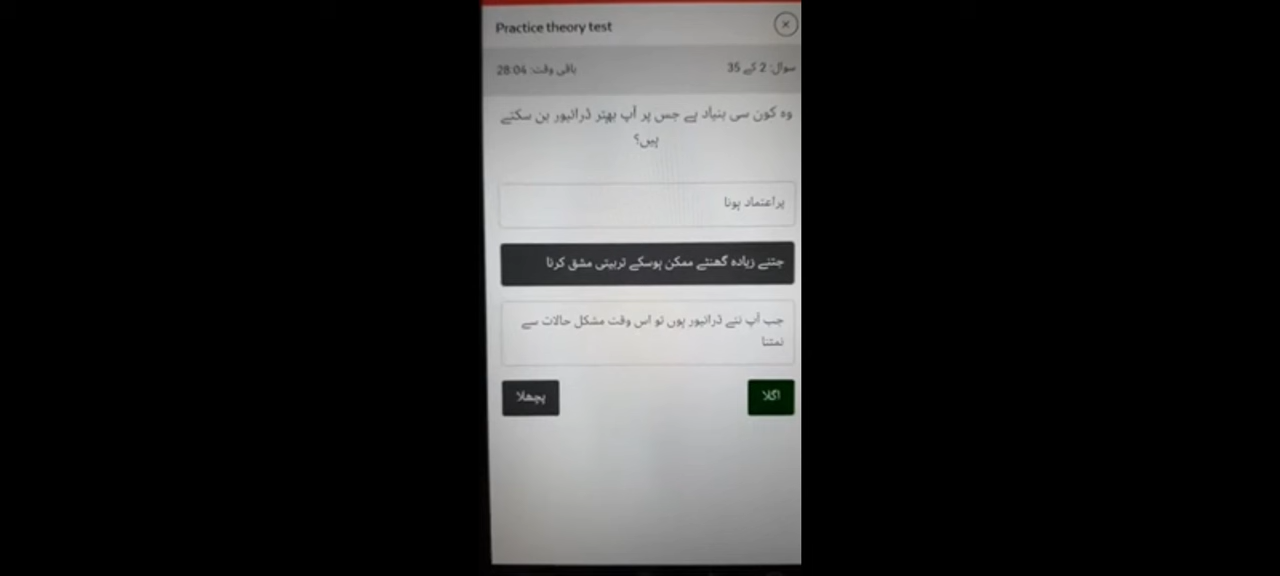 Practice theory test
سوال: 2 کے 35
باقی وقت: 28:04
وہ کون سی بنیاد ہے جس پر آپ بهتر ڈرائیور بن سکتے
ہیں؟
پراعتماد ہونا
جتنے زیادہ گھنٹے ممکن ہوسکے تربیتی مشق کرنا
جب آپ نئے ڈرائیور ہوں تو اس وقت مشکل حالات سے
نمٹنا
اگلا
پچھلا